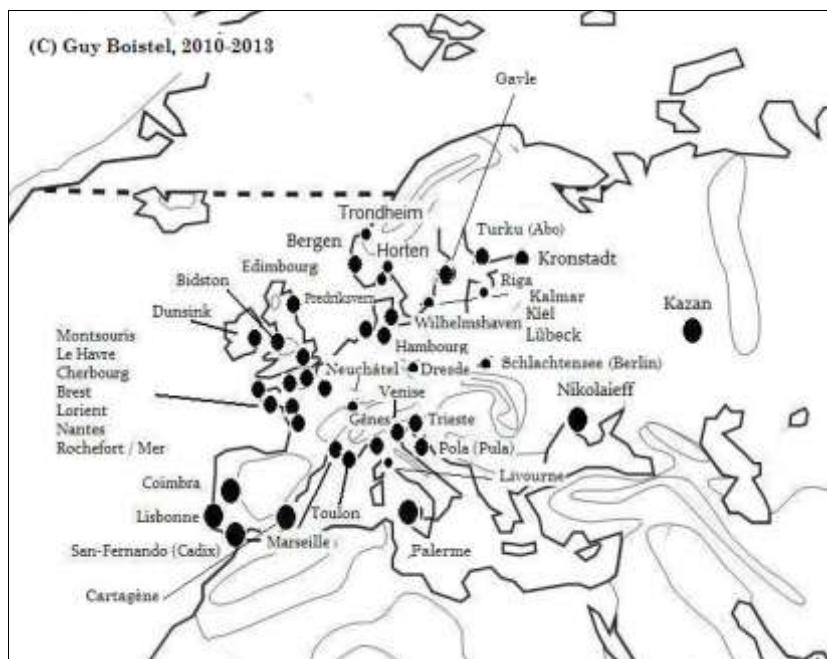 (C) Guy Boistel, 2010-2013
Gavle
Trondheim
Bergen
Horten
Turku (Abo)
Kronstadt
Edimbourg
Bidston
Fredriksvern
Riga
Kalmar
Kiel
Lübeck
Dunsink
Wilhelmshaven
Kazan
Hambourg
Montsouris
Le Havre
Cherbourg
Brest
Lorient
Nantes
Rochefort / Mer
Neuchâtel
Dresde
Schlachtensee (Berlin)
Venise
Nikolaieff
Gênes
Trieste
Pola (Pula)
Livourne
Coimbra
Lisbonne
Toulon
San-Fernando (Cadix)
Marseille
Palerme
Cartagène